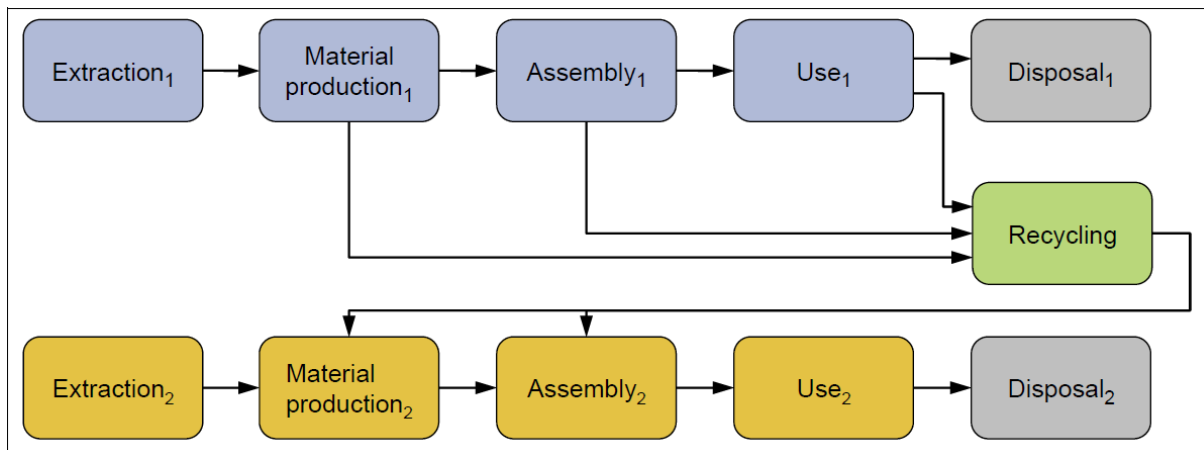 Extraction₁
Material
production₁
Assembly₁
Use₁
Disposal₁
Recycling
Extraction₂
Material
production₂
Assembly₂
Use₂
Disposal₂